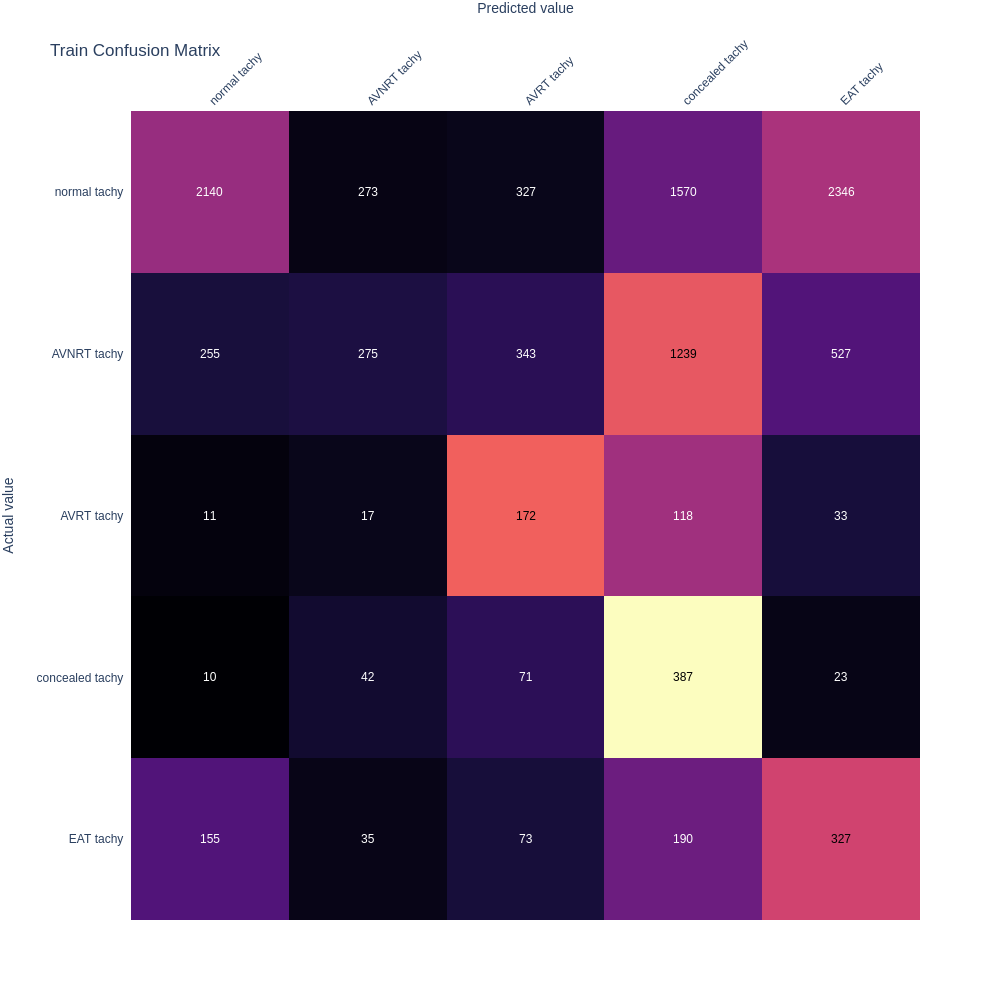 Predicted value
Train Confusion Matrix
normal tachy
AVNRT tachy
AVRT tachy
concealed tachy
EAT tachy
normal tachy 2140 273 327 1570 2346
AVNRT tachy 255 275 343 1239 527
AVRT tachy 11 17 172 118 33
concealed tachy 10 42 71 387 23
EAT tachy 155 35 73 190 327
Actual value